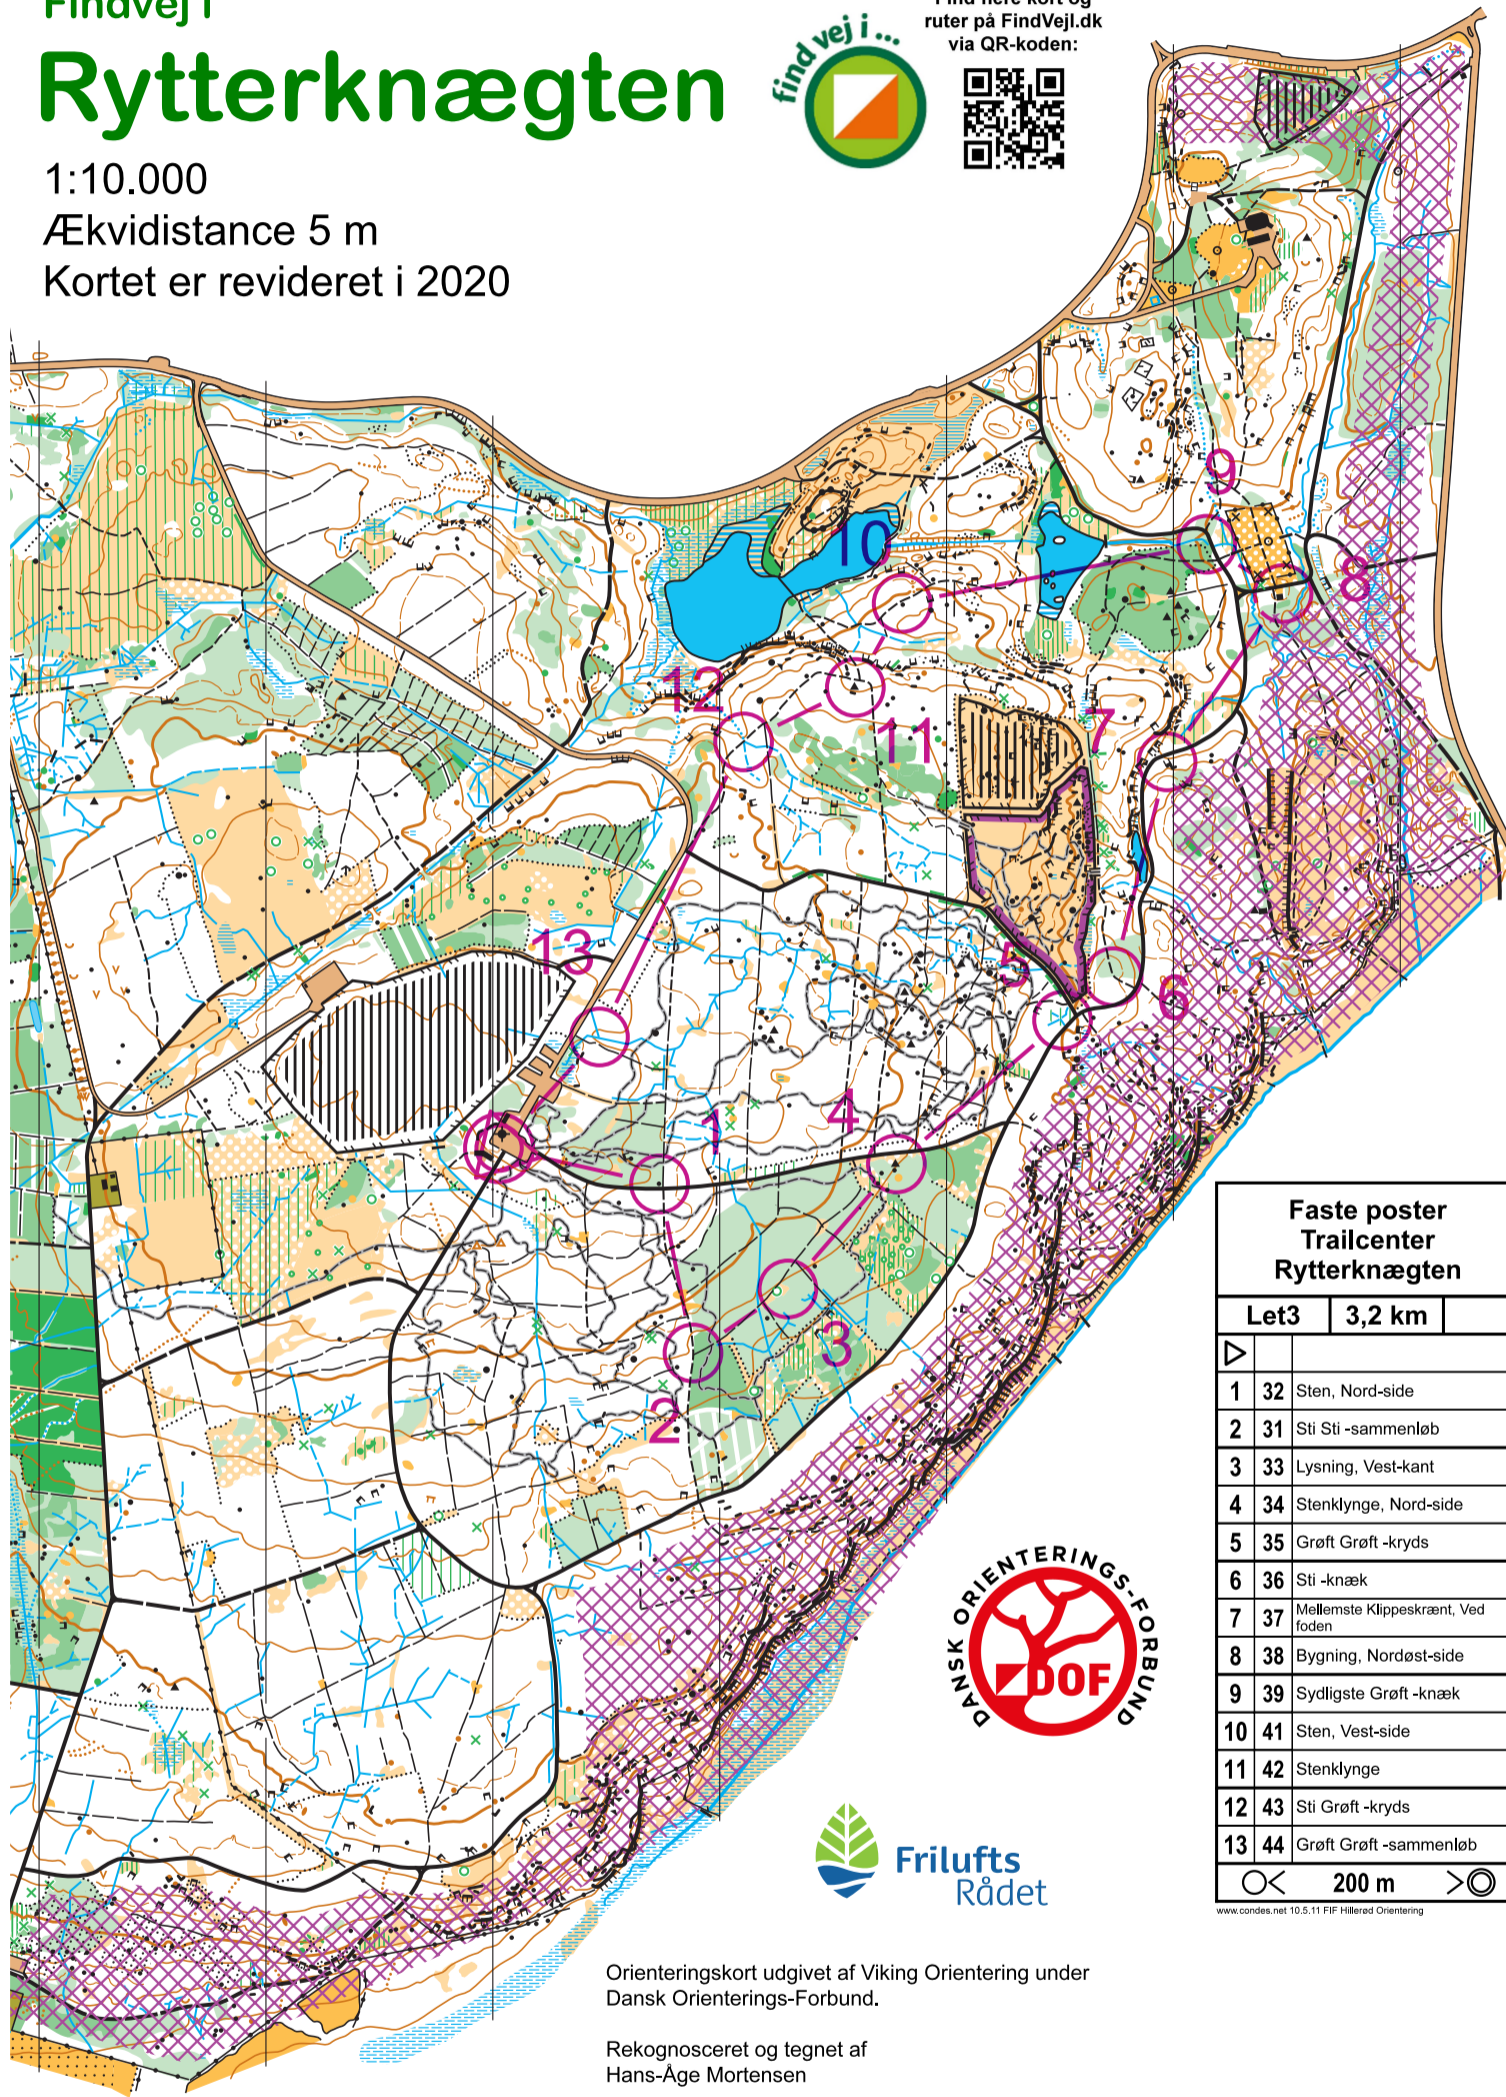 Findvej i
Rytterknægten
1:10.000
Ækvidistance 5 m
Kortet er revideret i 2020
find vej i ...
Find flere kort og
ruter på FindVejI.dk
via QR-koden:
9
10
8
12
7
11
13
5
6
1
4
3
2
Faste poster
Trailcenter
Rytterknægten
Let3 3,2 km
1 32 Sten, Nord-side
2 31 Sti Sti -sammenløb
3 33 Lysning, Vest-kant
4 34 Stenklynge, Nord-side
5 35 Grøft Grøft -kryds
6 36 Sti -knæk
7 37 Mellemste Klippeskrænt, Ved
foden
8 38 Bygning, Nordøst-side
9 39 Sydligste Grøft -knæk
10 41 Sten, Vest-side
11 42 Stenklynge
12 43 Sti Grøft -kryds
13 44 Grøft Grøft -sammenløb
200 m
www.condes.net 10.5.11 FIF Hillerød Orientering
DANSK ORIENTERINGS-FORBUND
DOF
Frilufts
Rådet
Orienteringskort udgivet af Viking Orientering under
Dansk Orienterings-Forbund.
Rekognosceret og tegnet af
Hans-Åge Mortensen